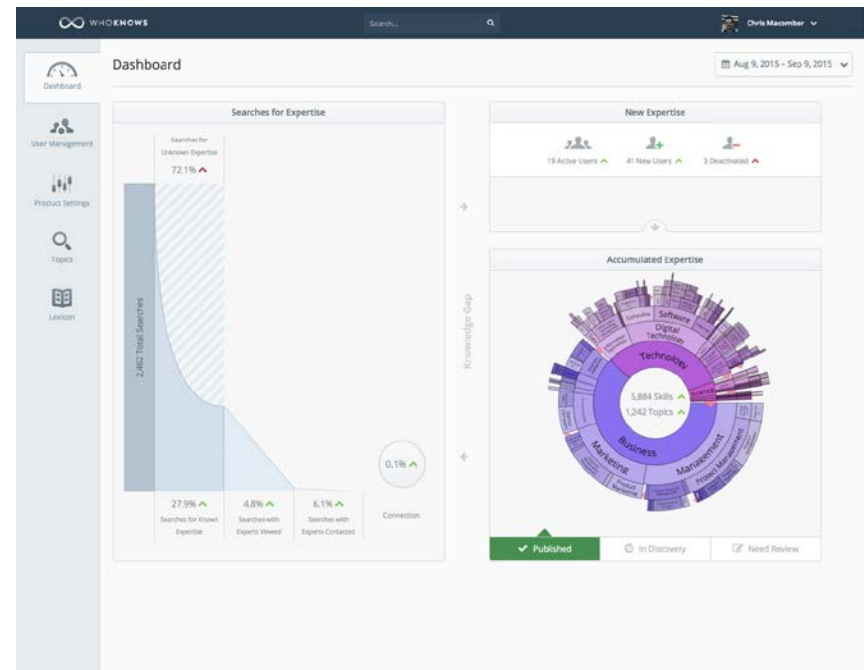 WHOKNOWS
Search...
Chris Macomber
Dashboard
Aug 9, 2015 – Sep 9, 2015
Dashboard
User Management
Product Settings
Topics
Lexicon
Searches for Expertise
Searches for
Unknown Expertise
72.1%
2,462 Total Searches
27.9%
Searches for Known
Expertise
4.8%
Searches with
Experts Viewed
6.1%
Searches with
Experts Contacted
0.1%
Connection
Knowledge Gap
New Expertise
19 Active Users
41 New Users
3 Deactivated
Accumulated Expertise
Software
Digital
Technology
Technology
5,884 Skills
1,242 Topics
Business
Marketing
Management
Project Management
Product
Marketing
Published
In Discovery
Need Review